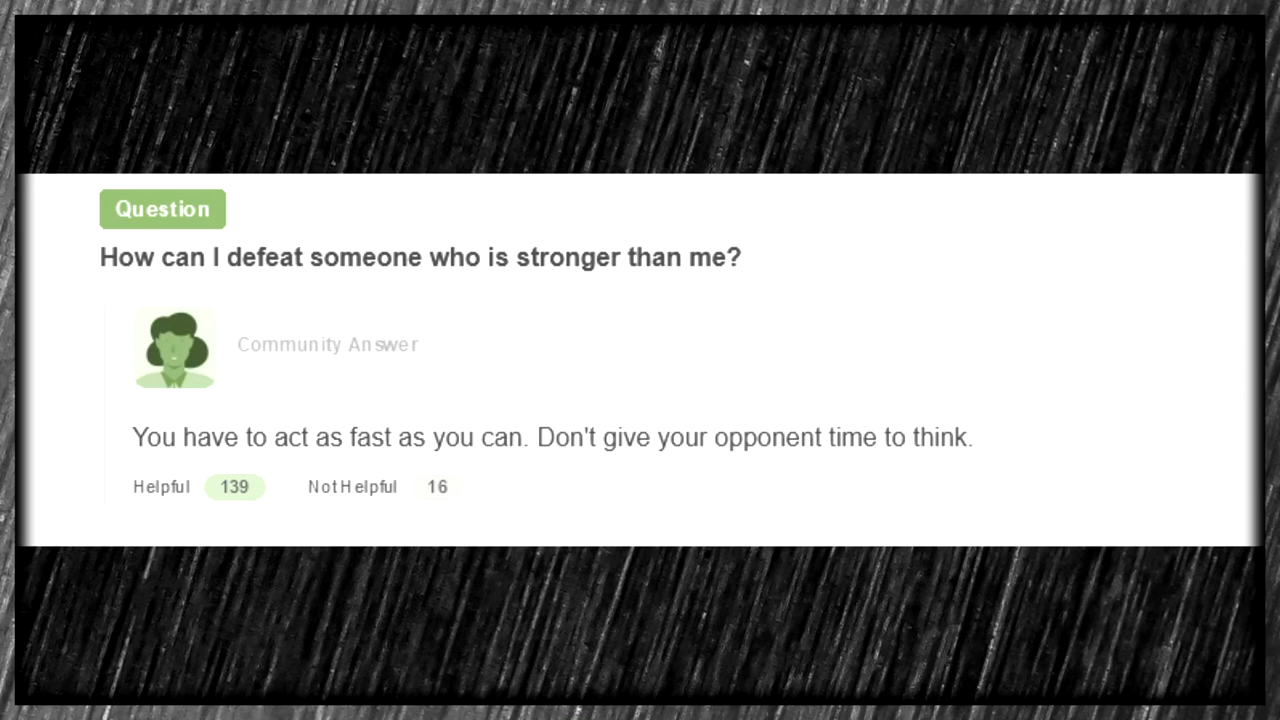 Question
How can I defeat someone who is stronger than me?
Community Answer
You have to act as fast as you can. Don't give your opponent time to think.
Helpful 139 Not Helpful 16